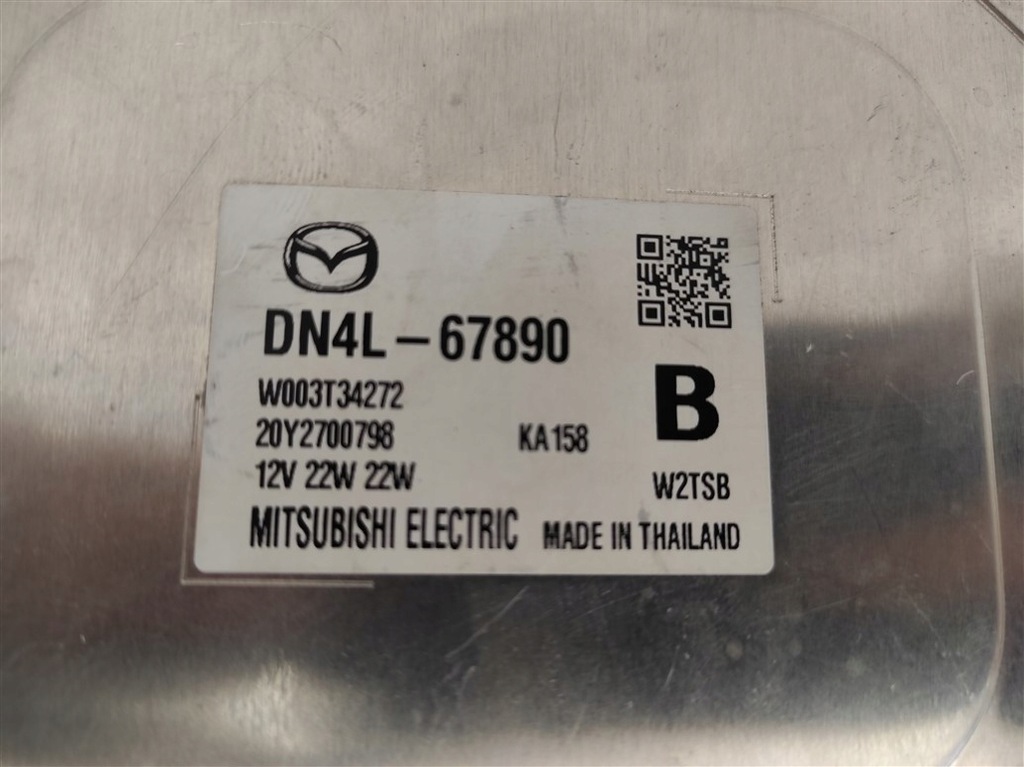 DN4L-67890
W003T34272
20Y2700798 KA158
12V 22W 22W
B
W2TSB
MITSUBISHI ELECTRIC MADE IN THAILAND